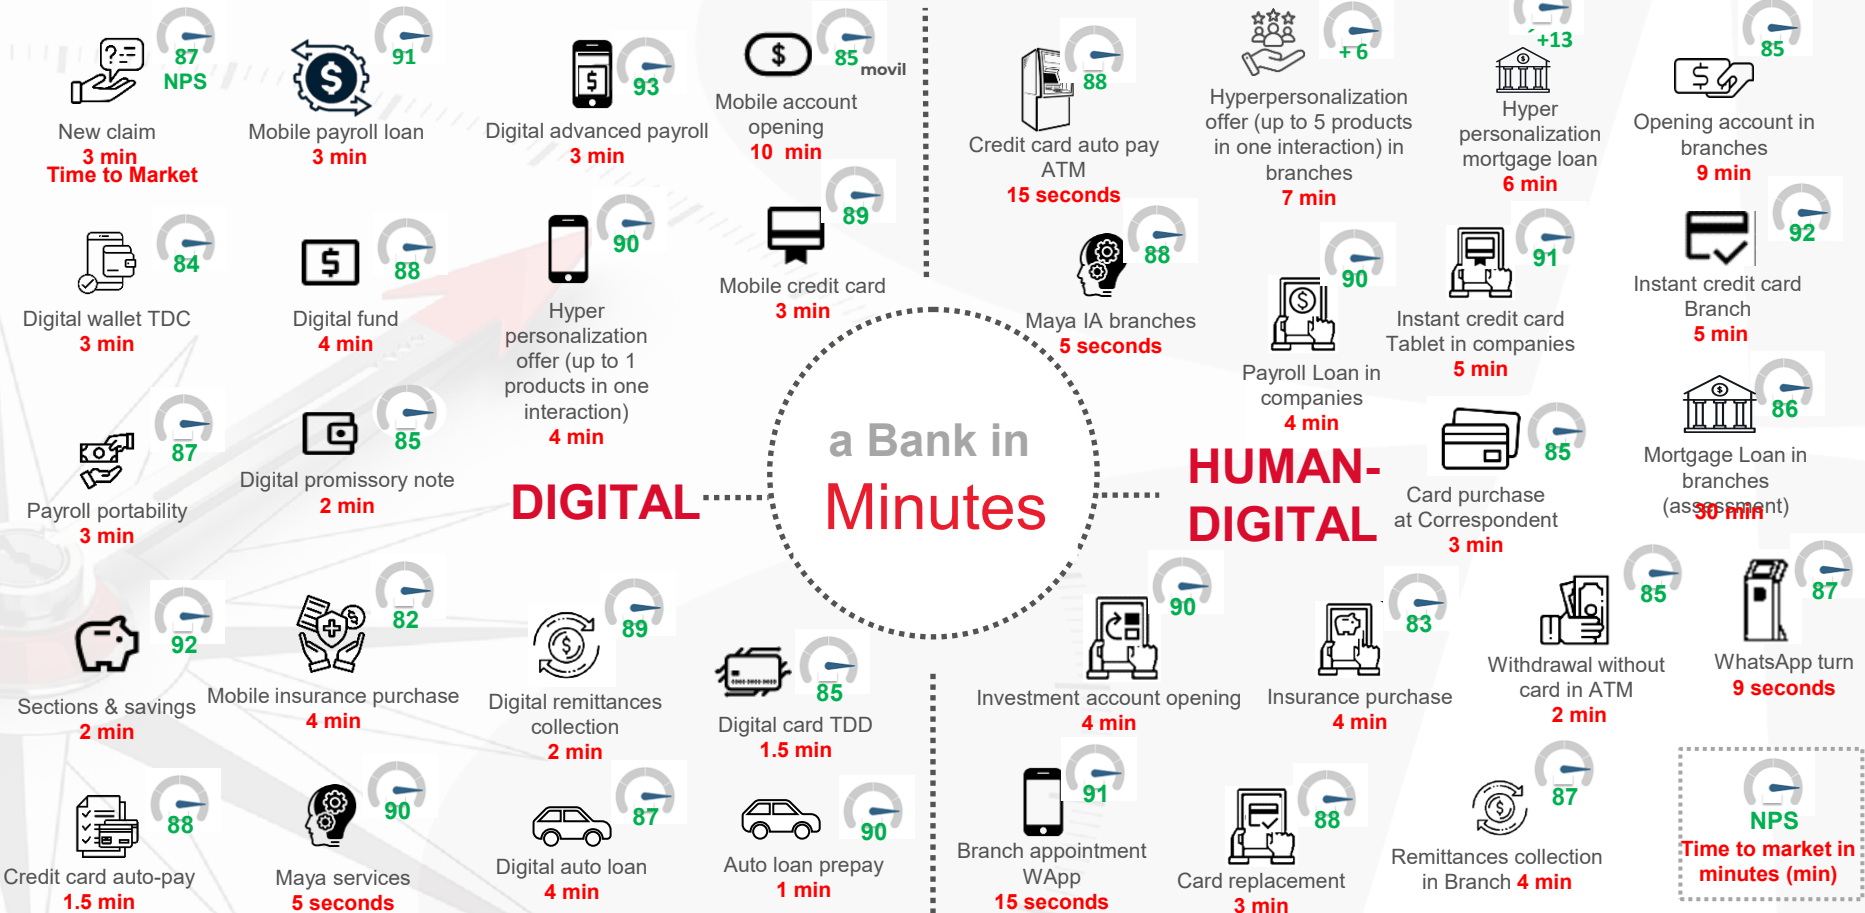 87
NPS
New claim
3 min
Time to Market
91
Mobile payroll loan
3 min
93
Digital advanced payroll
3 min
85
movil
Mobile account
opening
10 min
84
Digital wallet TDC
3 min
88
Digital fund
4 min
90
Hyper
personalization
offer (up to 1
products in one
interaction)
4 min
89
Mobile credit card
3 min
87
Payroll portability
3 min
85
Digital promissory note
2 min
DIGITAL
a Bank in
Minutes
92
Sections & savings
2 min
82
Mobile insurance purchase
4 min
89
Digital remittances
collection
2 min
85
Digital card TDD
1.5 min
88
Credit card auto-pay
1.5 min
90
Maya services
5 seconds
87
Digital auto loan
4 min
90
Auto loan prepay
1 min
88
Credit card auto pay
ATM
15 seconds
+ 6
Hyperpersonalization
offer (up to 5 products
in one interaction) in
branches
7 min
+13
Hyper
personalization
mortgage loan
6 min
85
Opening account in
branches
9 min
88
Maya IA branches
5 seconds
90
Payroll Loan in
companies
4 min
91
Instant credit card
Tablet in companies
5 min
92
Instant credit card
Branch
5 min
HUMAN-
DIGITAL
85
Card purchase
at Correspondent
3 min
86
Mortgage Loan in
branches
(assessment)
30 min
90
Investment account opening
4 min
83
Insurance purchase
4 min
85
Withdrawal without
card in ATM
2 min
87
WhatsApp turn
9 seconds
91
Branch appointment
WApp
15 seconds
88
Card replacement
3 min
87
Remittances collection
in Branch 4 min
NPS
Time to market in
minutes (min)